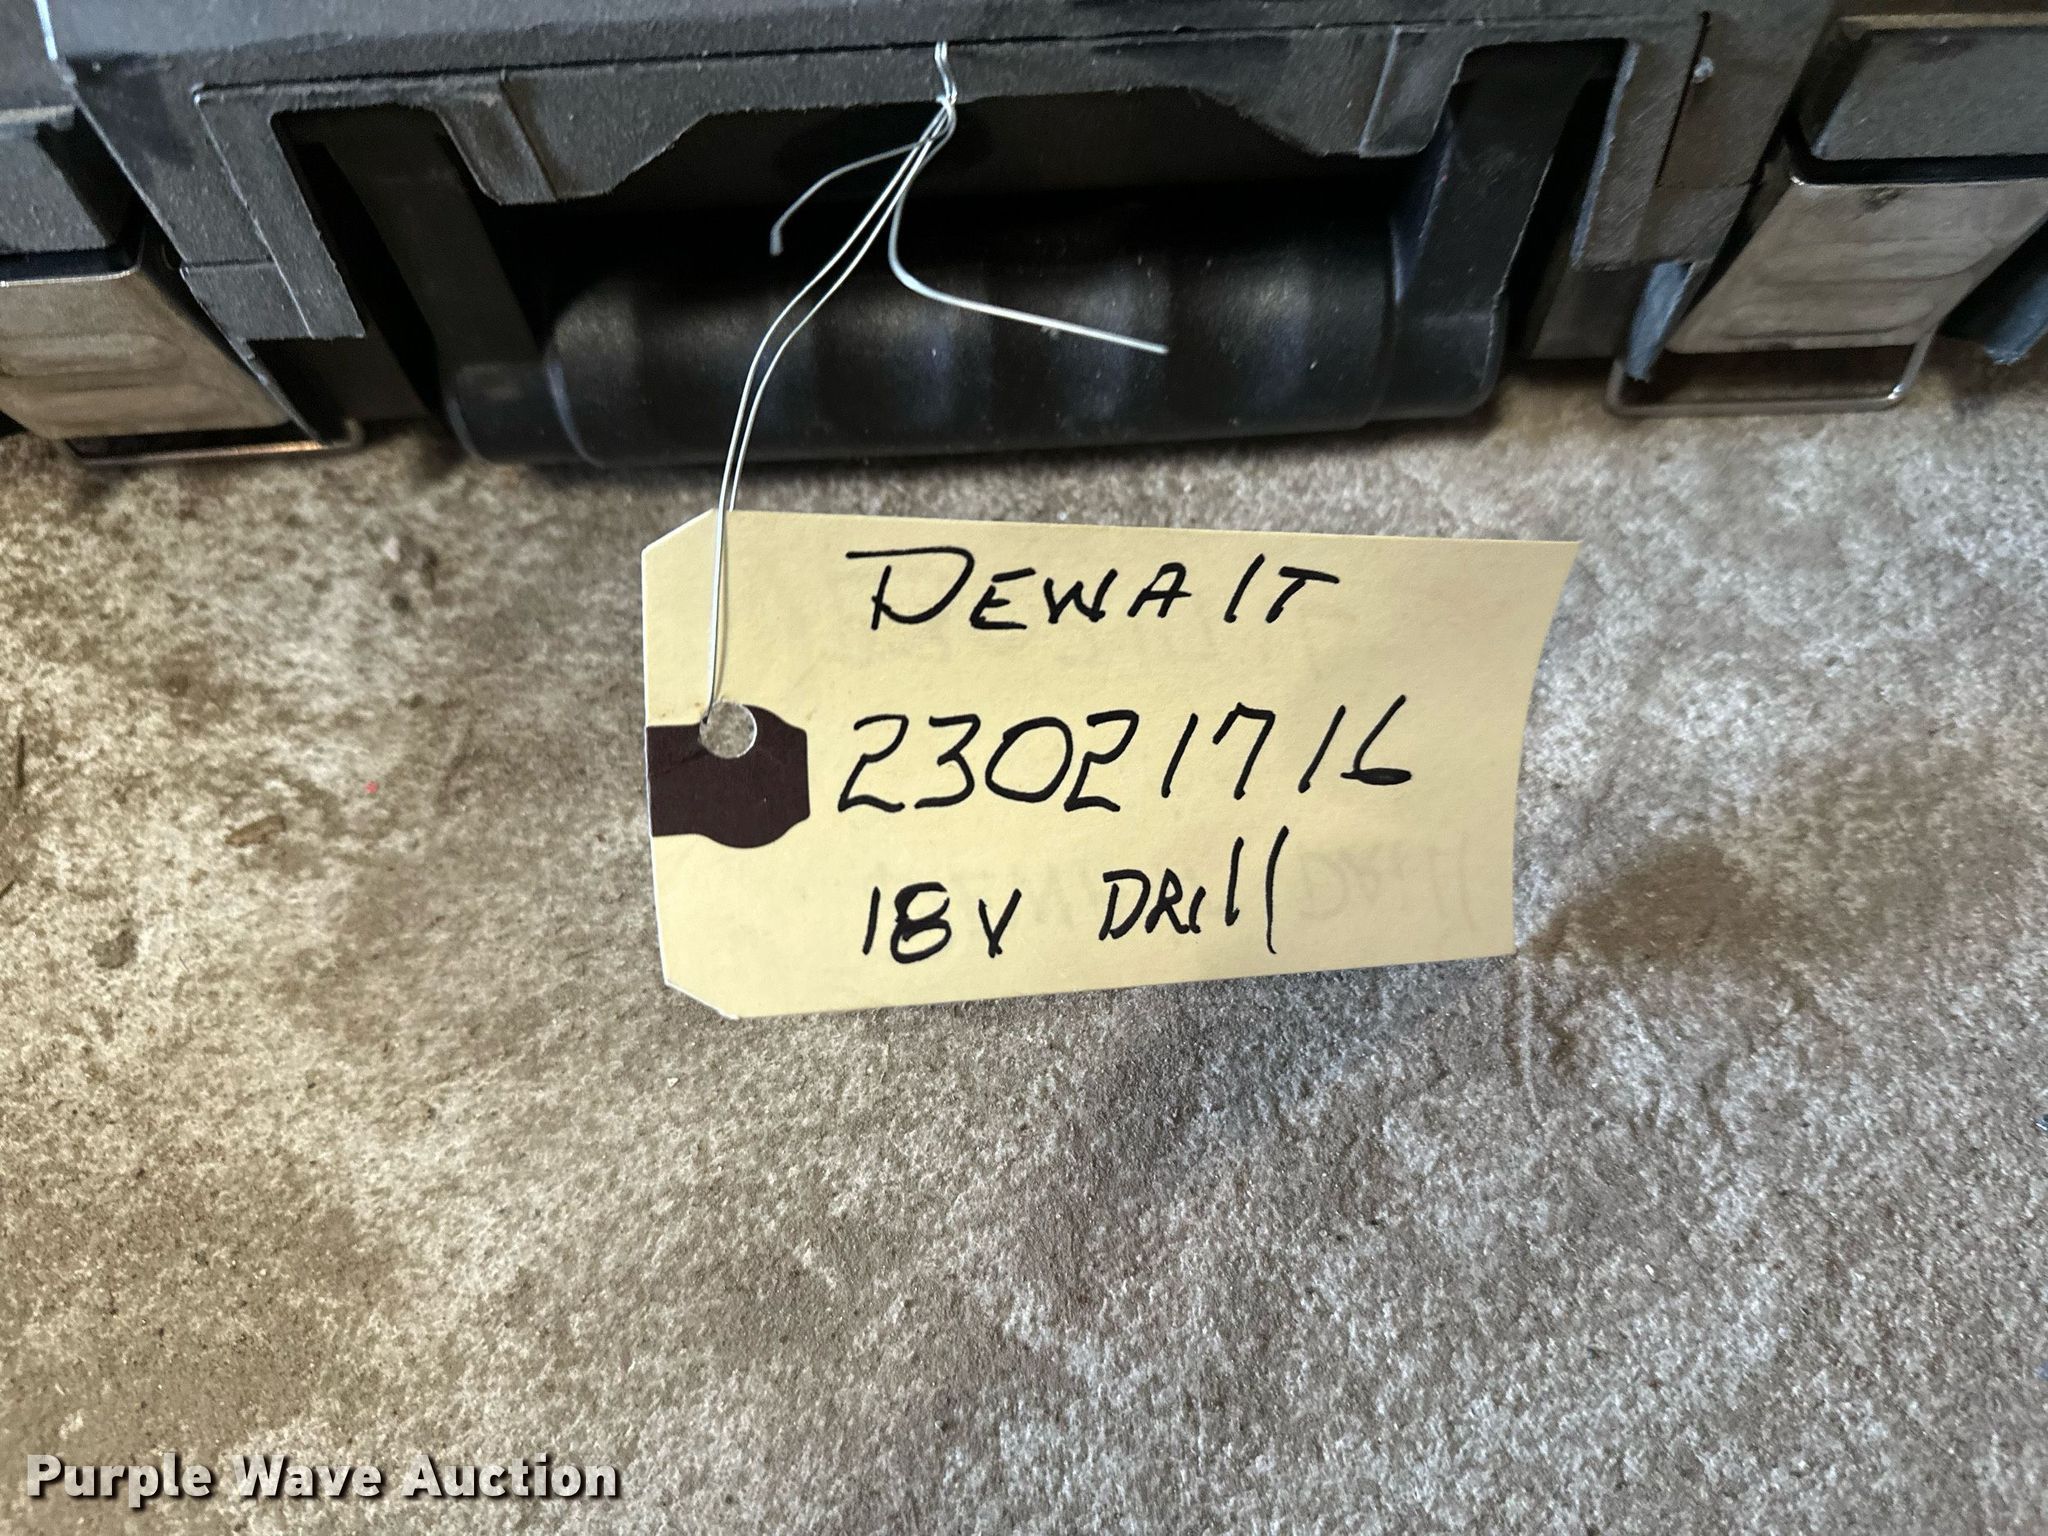 DEWAlT
23021716
18V DRill
Purple Wave Auction